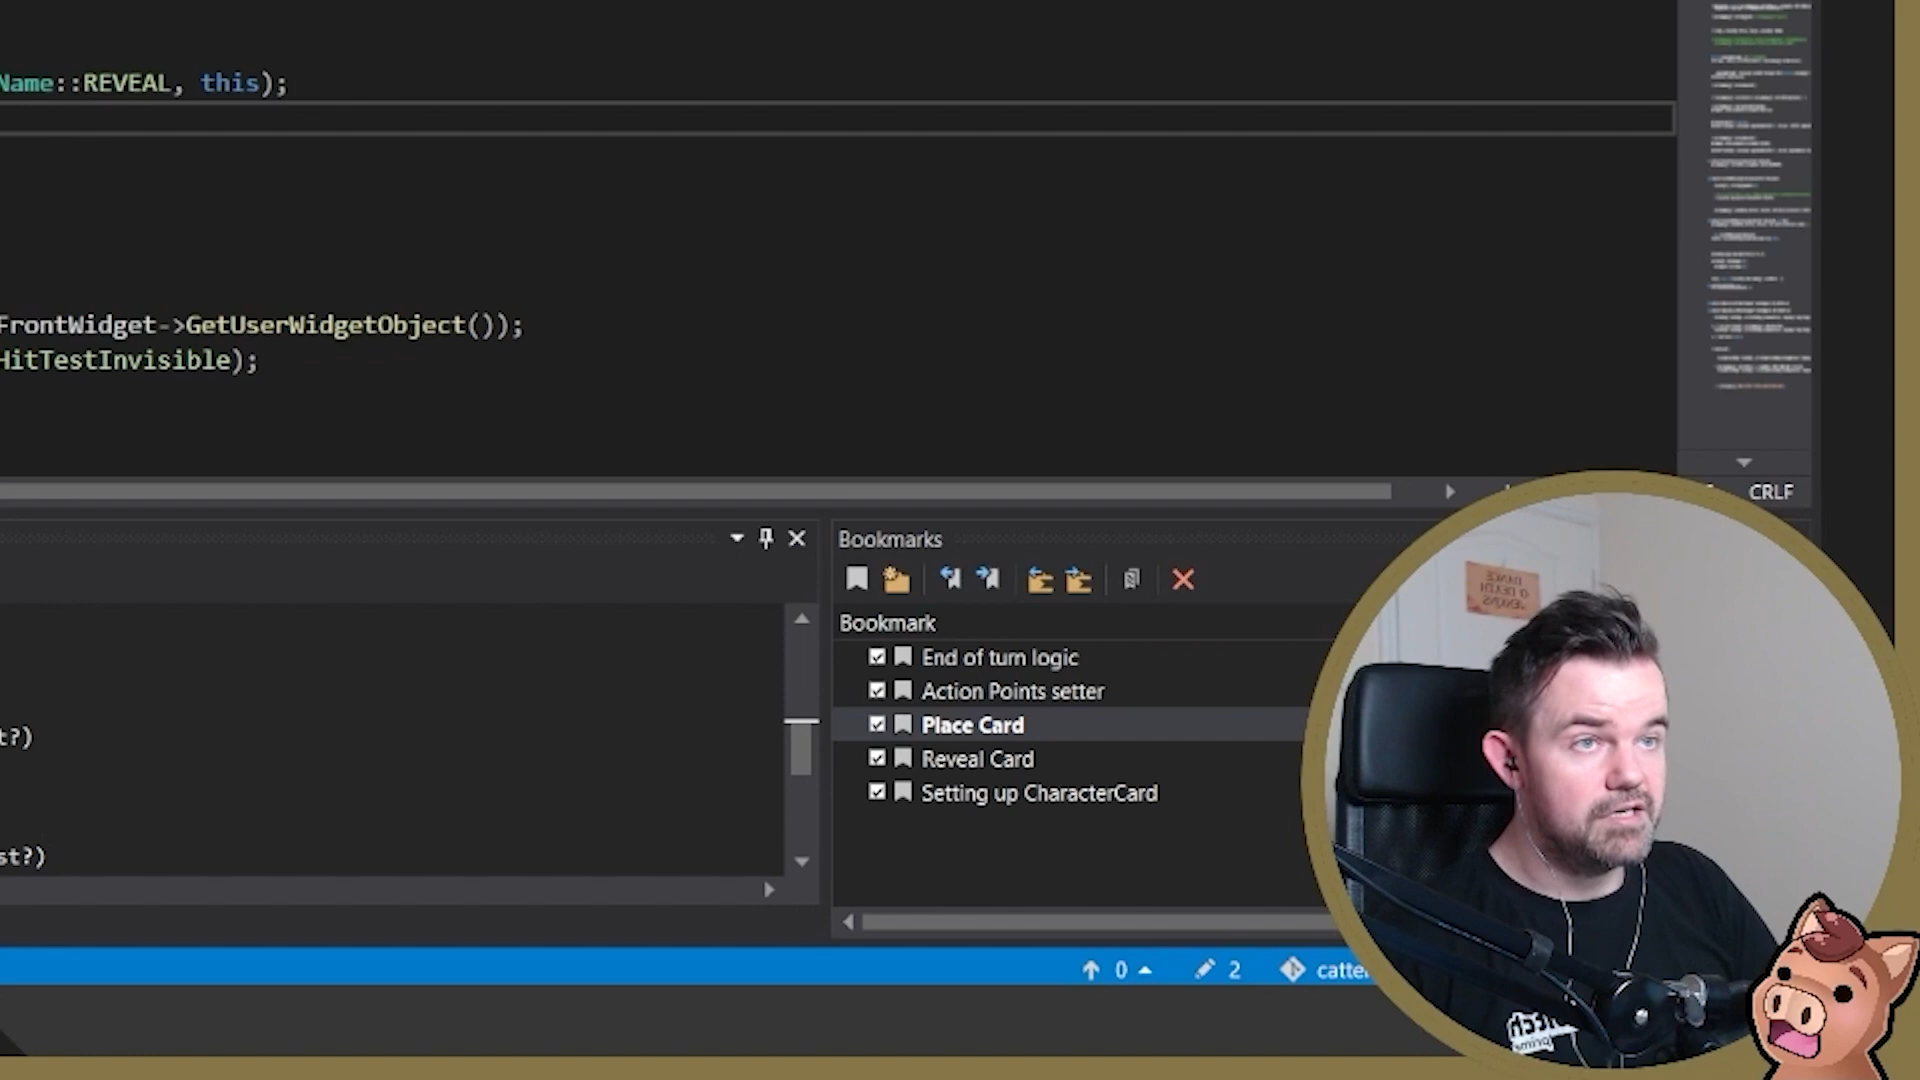 Name::REVEAL, this);
FrontWidget->GetUserWidgetObject());
HitTestInvisible);
CRLF
Bookmarks
Bookmark
End of turn logic
Action Points setter
Place Card
Reveal Card
Setting up CharacterCard
t?)
st?)
0
2
catte
DANCE